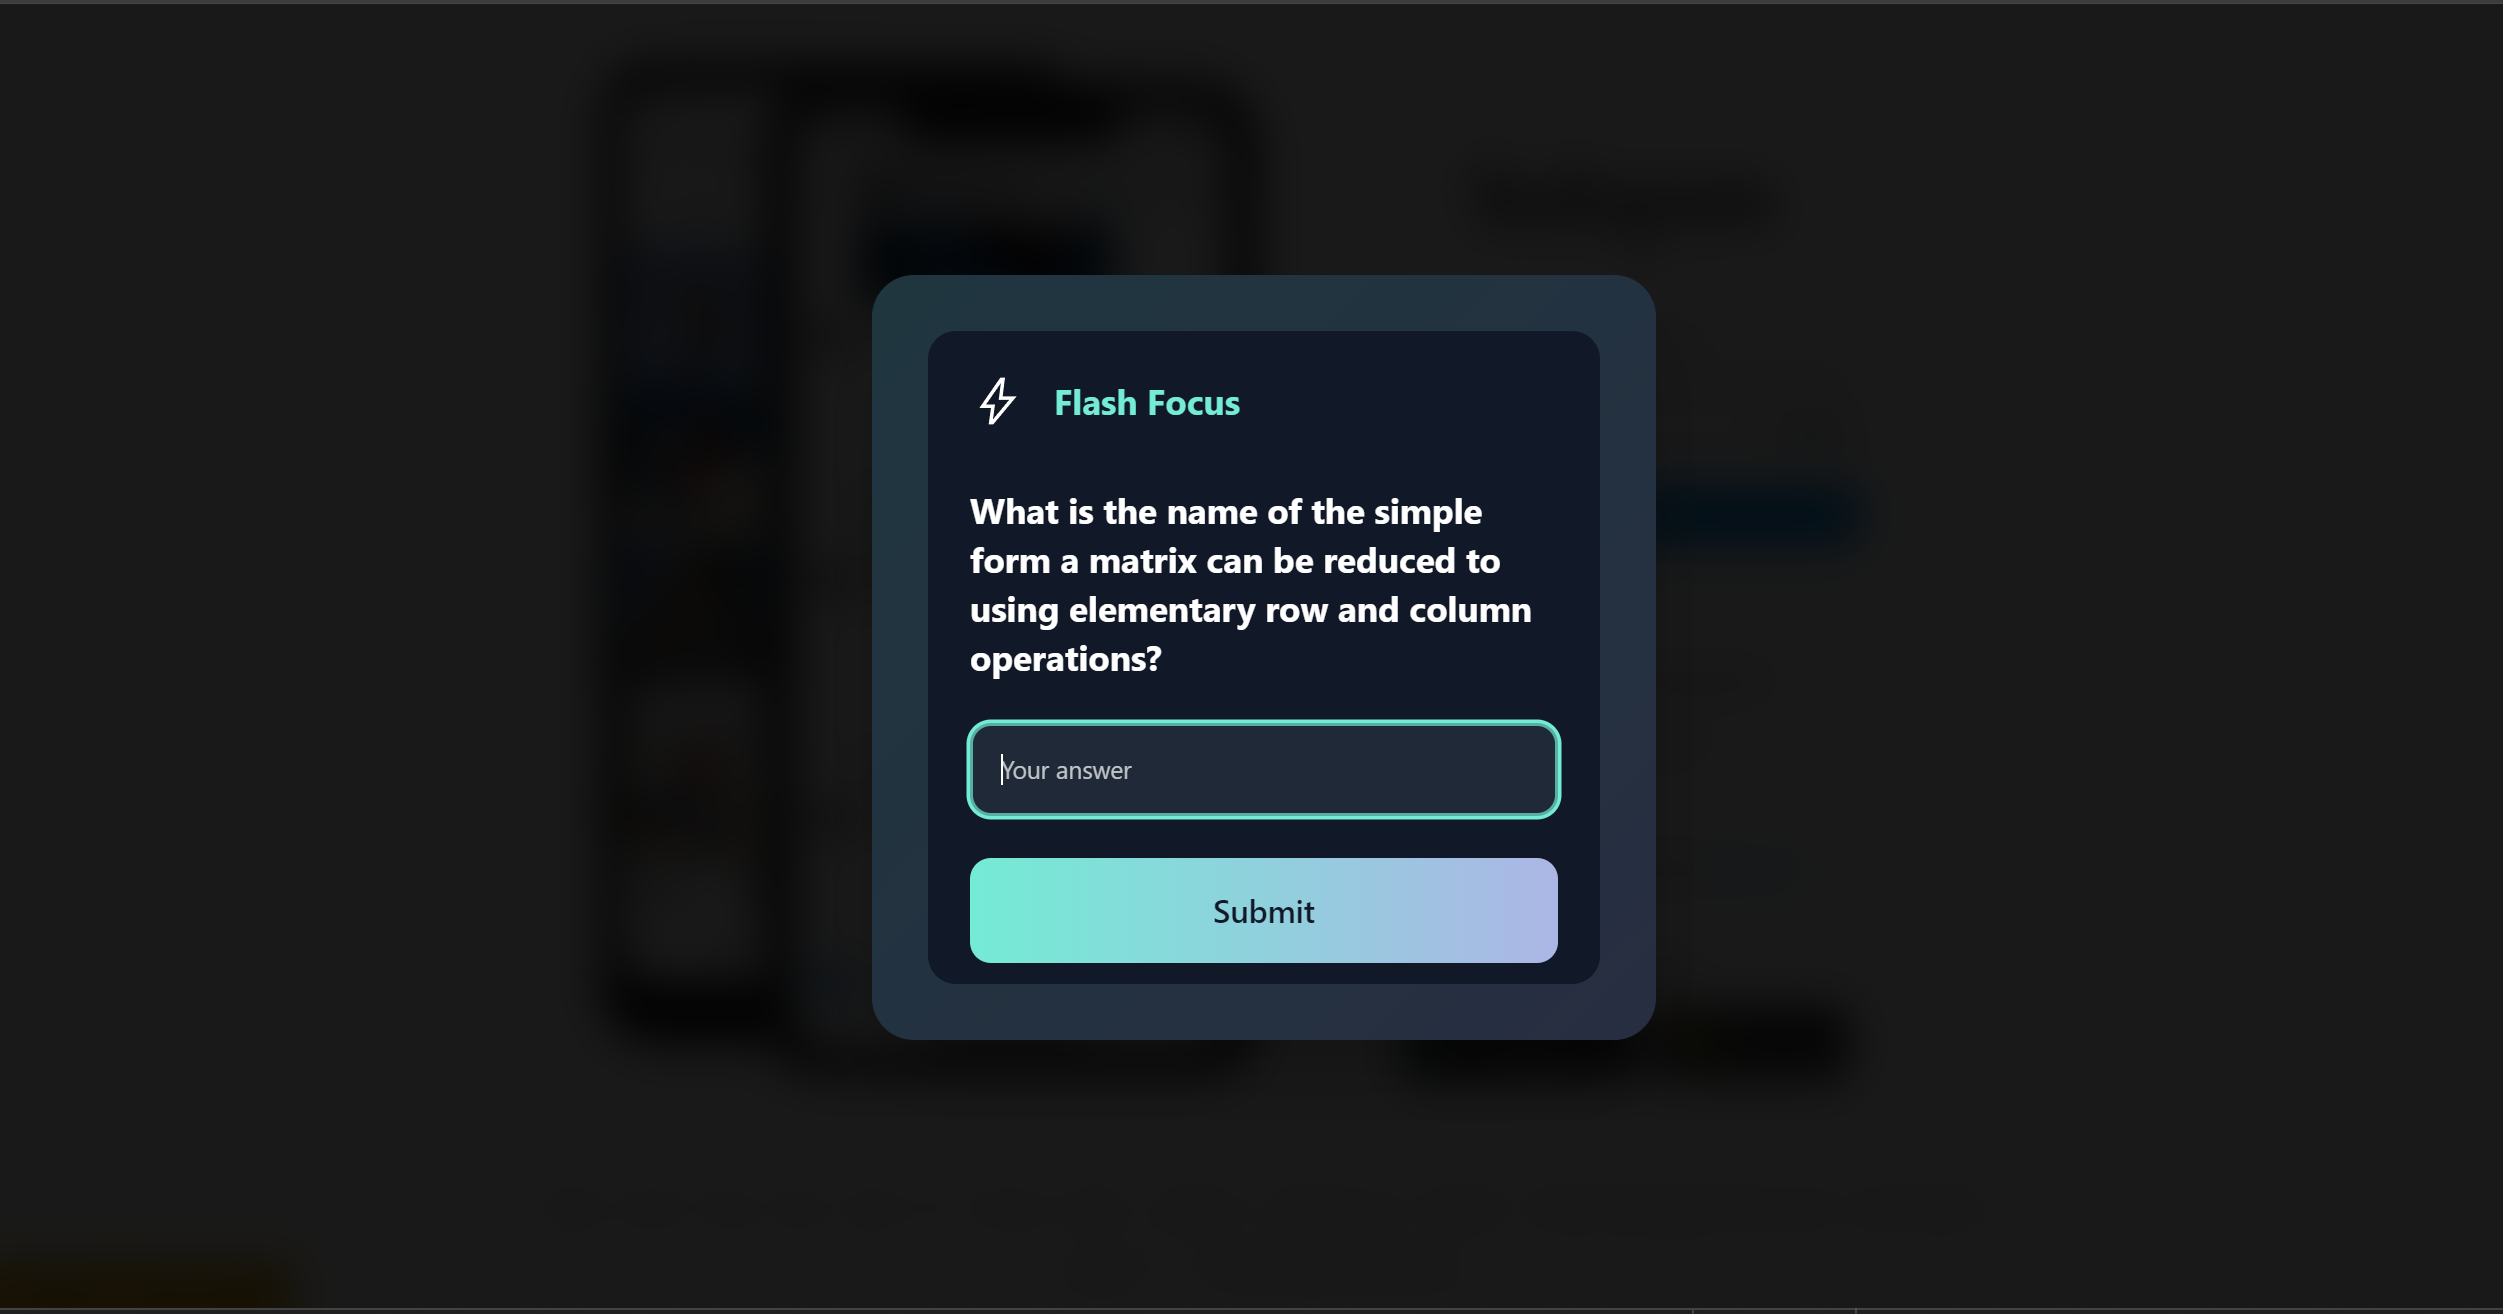 Flash Focus
What is the name of the simple
form a matrix can be reduced to
using elementary row and column
operations?
Your answer
Submit